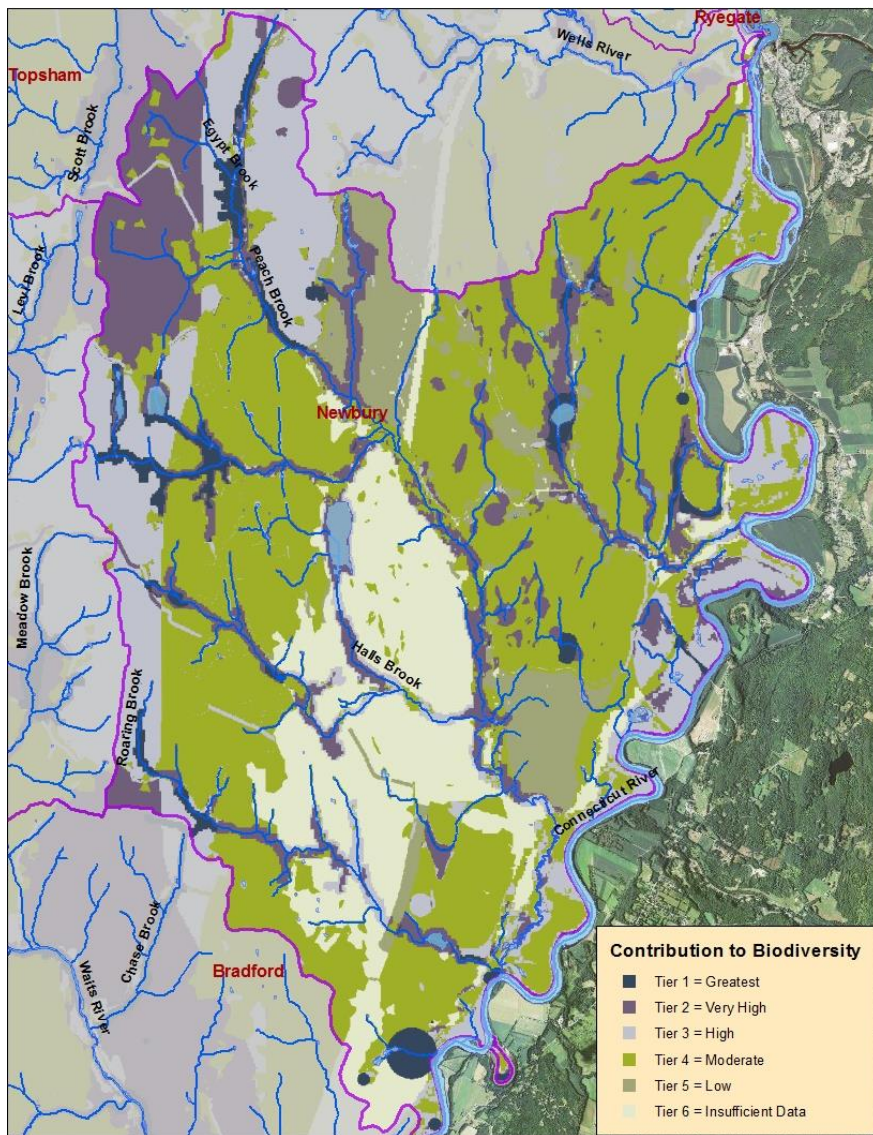 Ryegate
Wells River
Topsham
Scott Brook
Egypt Brook
Levi Brook
Peach Brook
Newbury
Meadow Brook
Halls Brook
Roaring Brook
Connecticut River
Chase Brook
Bradford
Waits River
Contribution to Biodiversity
Tier 1 = Greatest
Tier 2 = Very High
Tier 3 = High
Tier 4 = Moderate
Tier 5 = Low
Tier 6 = Insufficient Data